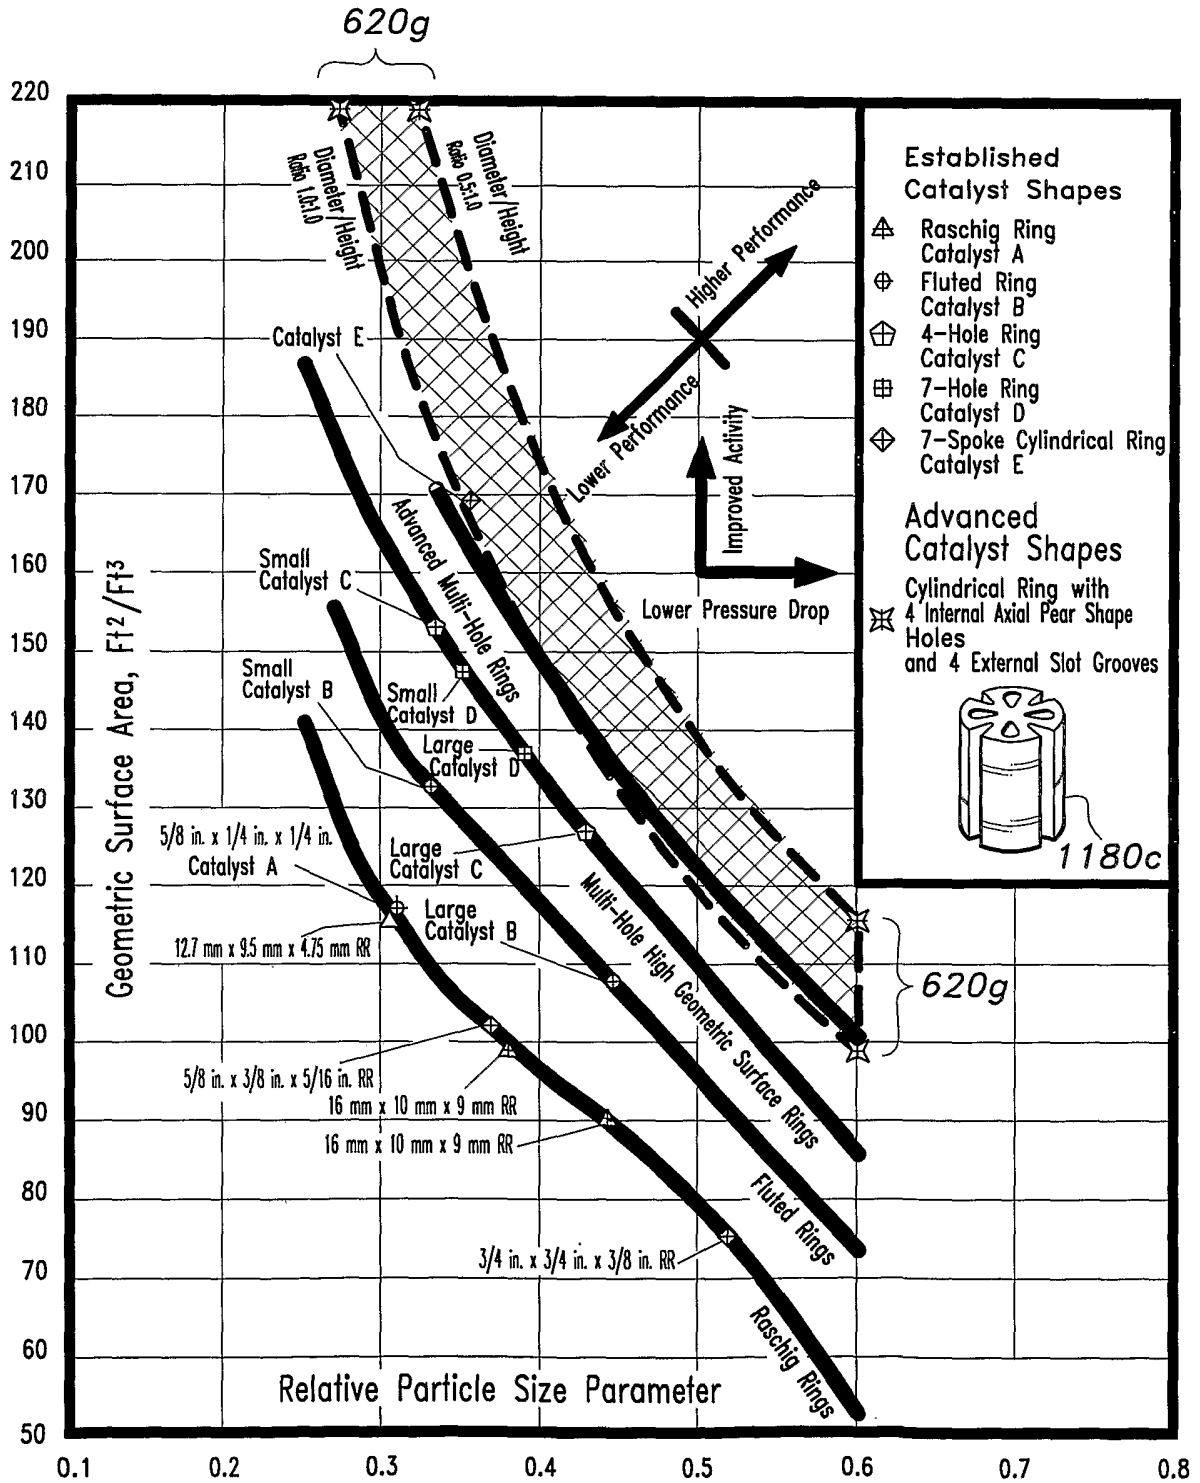 620g
220
210
200
190
180
170
160
150
140
130
120
110
100
90
80
70
60
50
Geometric Surface Area, Ft2/Ft3
0.1
0.2
0.3
0.4
0.5
0.6
0.7
0.8
Relative Particle Size Parameter
Diameter/Height
Ratio 1.0:1.0
Diameter/Height
Ratio 0.5:1.0
Higher Performance
Lower Performance
Improved Activity
Lower Pressure Drop
Catalyst E
Advanced Multi-Hole Rings
Small
Catalyst C
Small
Catalyst B
Small
Catalyst D
Large
Catalyst D
5/8 in. x 1/4 in. x 1/4 in.
Catalyst A
Large
Catalyst C
Large
Catalyst B
12.7 mm x 9.5 mm x 4.75 mm RR
5/8 in. x 3/8 in. x 5/16 in. RR
16 mm x 10 mm x 9 mm RR
16 mm x 10 mm x 9 mm RR
3/4 in. x 3/4 in. x 3/8 in. RR
Multi-Hole High Geometric Surface Rings
Fluted Rings
Raschig Rings
Established
Catalyst Shapes
Raschig Ring
Catalyst A
Fluted Ring
Catalyst B
4-Hole Ring
Catalyst C
7-Hole Ring
Catalyst D
7-Spoke Cylindrical Ring
Catalyst E
Advanced
Catalyst Shapes
Cylindrical Ring with
4 Internal Axial Pear Shape
Holes
and 4 External Slot Grooves
1180c
620g